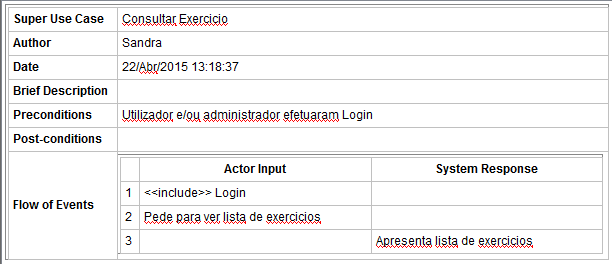 Super Use Case Consultar Exercicio
Author Sandra
Date 22/Abr/2015 13:18:37
Brief Description
Preconditions Utilizador e/ou administrador efetuaram Login
Post-conditions
Flow of Events
Actor Input System Response
1 <<include>> Login
2 Pede para ver lista de exercicios
3 Apresenta lista de exercicios